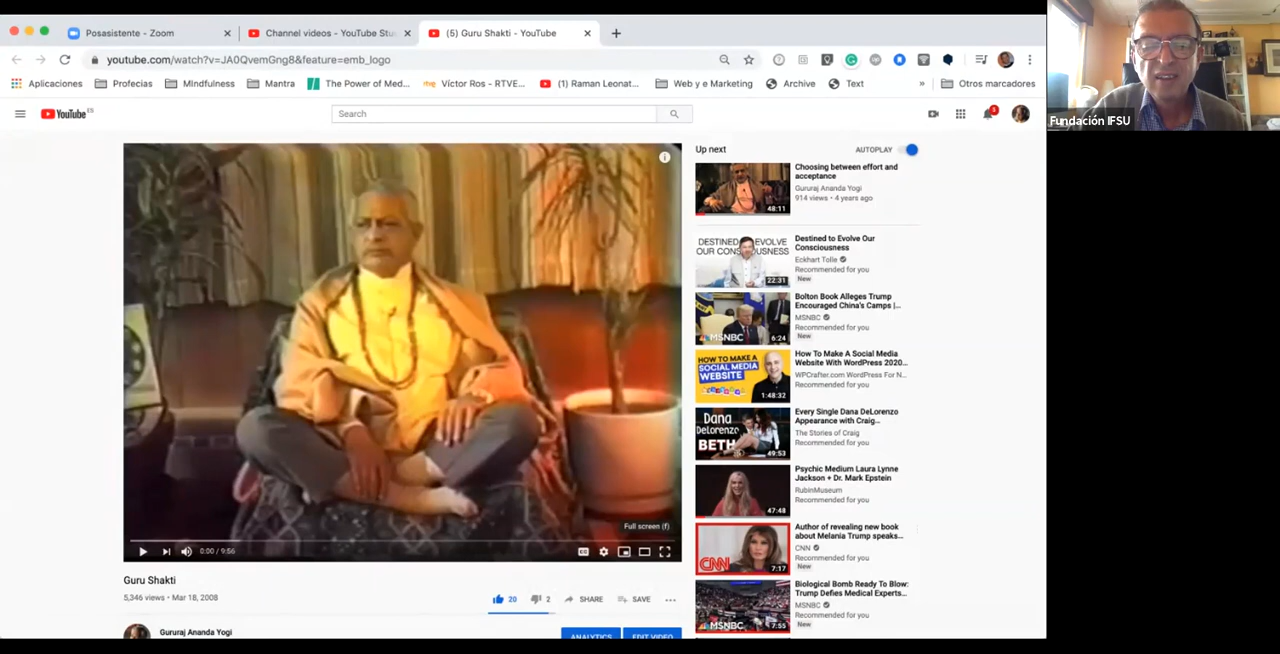 Posasistente - Zoom
Channel videos - YouTube Stu
(5) Guru Shakti - YouTube
youtube.com/watch?v=JA0QvemGng8&feature=emb_logo
Aplicaciones
Profecias
Mindfulness
Mantra
The Power of Med...
Víctor Ros - RTVE...
(1) Raman Leonat...
Web y e Marketing
Archive
Text
»
Otros marcadores
Fundación IFSU
YouTube ES
Search
Up next
AUTOPLAY
Choosing between effort and
acceptance
Gururaj Ananda Yogi
914 views • 4 years ago
48:11
DESTINED EVOLVE
OUR CONSCIOUSNESS
22:31
Destined to Evolve Our
Consciousness
Eckhart Tolle
Recommended for you
New
MSNBC
6:24
Bolton Book Alleges Trump
Encouraged China's Camps |...
MSNBC
Recommended for you
New
HOW TO MAKE A
SOCIAL MEDIA
WEBSITE
1:48:32
How To Make A Social Media
Website With WordPress 2020...
WPCrafter.com WordPress For N...
Recommended for you
Dana
DeLorenzo
BETH
49:53
Every Single Dana DeLorenzo
Appearance with Craig...
The Stories of Craig
Recommended for you
47:48
Psychic Medium Laura Lynne
Jackson + Dr. Mark Epstein
RubinMuseum
Recommended for you
CNN
7:17
Author of revealing new book
about Melania Trump speaks...
CNN
Recommended for you
New
MSNBC
7:55
Biological Bomb Ready To Blow:
Trump Defies Medical Experts...
MSNBC
Recommended for you
New
Full screen (f)
0:00 / 9:56
Guru Shakti
5,346 views • Mar 18, 2008
20
2
SHARE
SAVE
Gururaj Ananda Yogi
ANALYTICS
EDIT VIDEO